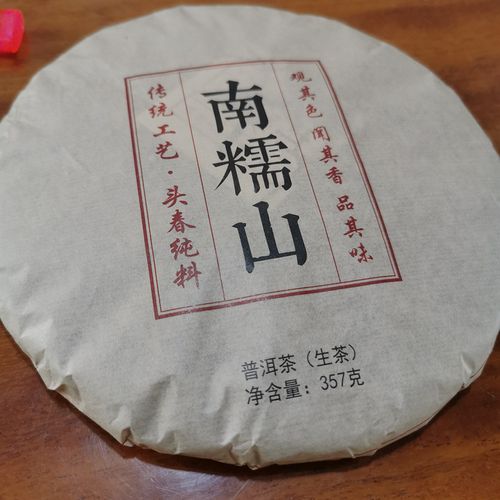 观其色 闻其香 品其味
南糯山
传统工艺·头春纯料
普洱茶（生茶）
净含量：357克